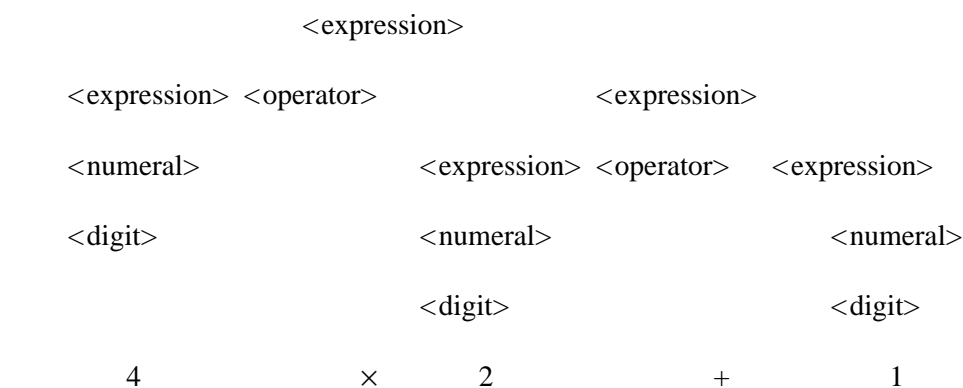 <expression>
<expression> <operator> <expression>
<numeral> <expression> <operator> <expression>
<digit> <numeral> <numeral>
<digit> <digit>
4 × 2 + 1